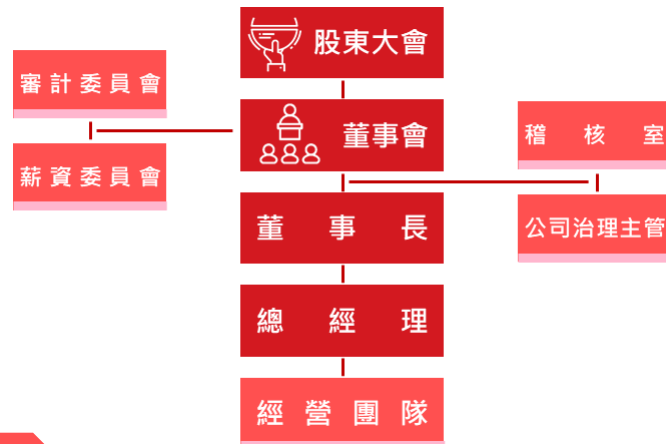 股東大會
審計委員會
董事會
稽核室
薪資委員會
董事長
公司治理主管
總經理
經營團隊